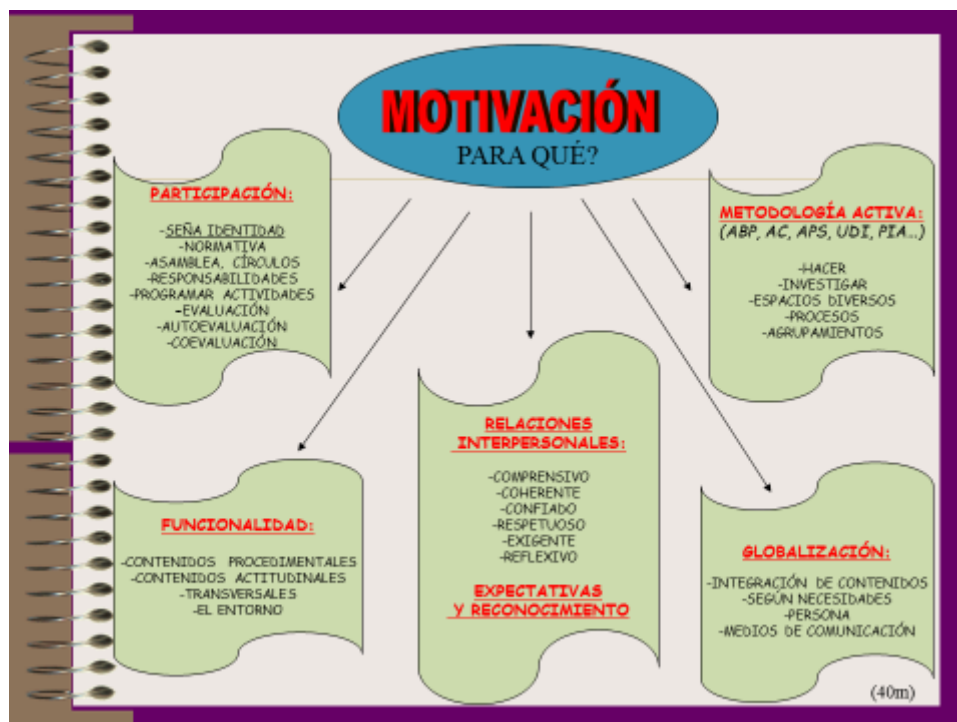 MOTIVACIÓN
PARA QUÉ?
PARTICIPACIÓN:
-SEÑA IDENTIDAD
-NORMATIVA
-ASAMBLEA, CÍRCULOS
-RESPONSABILIDADES
-PROGRAMAR ACTIVIDADES
-EVALUACIÓN
-AUTOEVALUACIÓN
-COEVALUACIÓN
METODOLOGÍA ACTIVA:
(ABP, AC, APS, UDI, PIA...)
-HACER
-INVESTIGAR
-ESPACIOS DIVERSOS
-PROCESOS
-AGRUPAMIENTOS
RELACIONES
INTERPERSONALES:
-COMPRENSIVO
-COHERENTE
-CONFIADO
-RESPETUOSO
-EXIGENTE
-REFLEXIVO
EXPECTATIVAS
Y RECONOCIMIENTO
FUNCIONALIDAD:
-CONTENIDOS PROCEDIMENTALES
-CONTENIDOS ACTITUDINALES
-TRANSVERSALES
-EL ENTORNO
GLOBALIZACIÓN:
-INTEGRACIÓN DE CONTENIDOS
-SEGÚN NECESIDADES
-PERSONA
-MEDIOS DE COMUNICACIÓN
(40m)